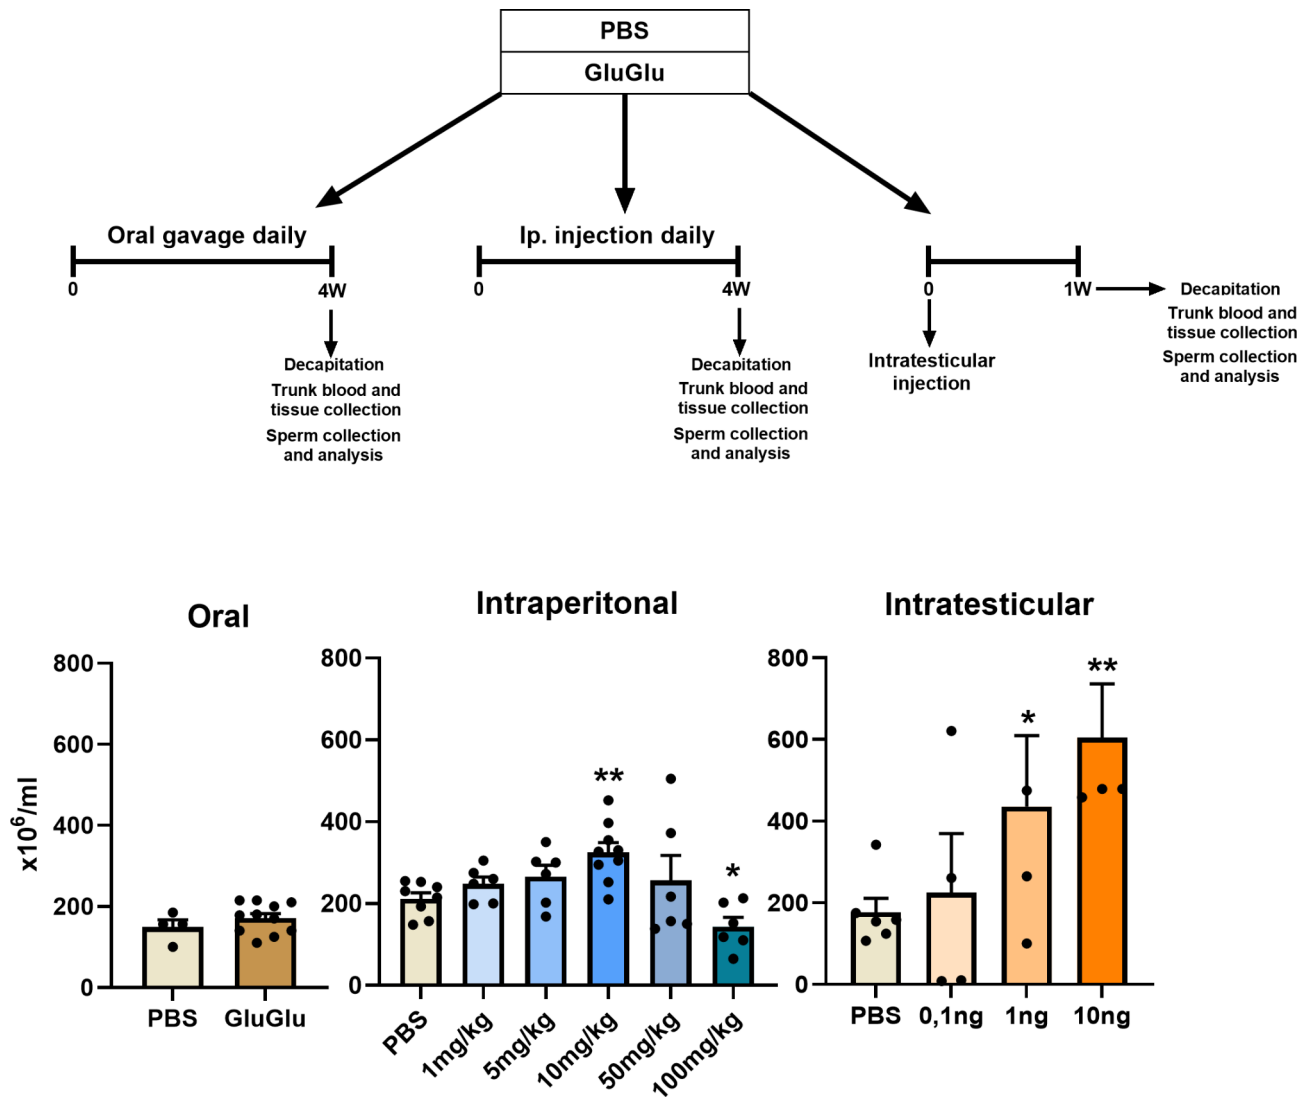 PBS
GluGlu
Oral gavage daily
0
4W
Decapitation
Trunk blood and
tissue collection
Sperm collection
and analysis
Ip. injection daily
0
4W
Decapitation
Trunk blood and
tissue collection
Sperm collection
and analysis
0
1W
Intratesticular
injection
Decapitation
Trunk blood and
tissue collection
Sperm collection
and analysis
Oral
x10⁶/ml
800
600
400
200
0
PBS
GluGlu
Intraperitonal
800
600
400
200
0
**
*
PBS
1mg/kg
5mg/kg
10mg/kg
50mg/kg
100mg/kg
Intratesticular
800
600
400
200
0
*
**
PBS
0,1ng
1ng
10ng